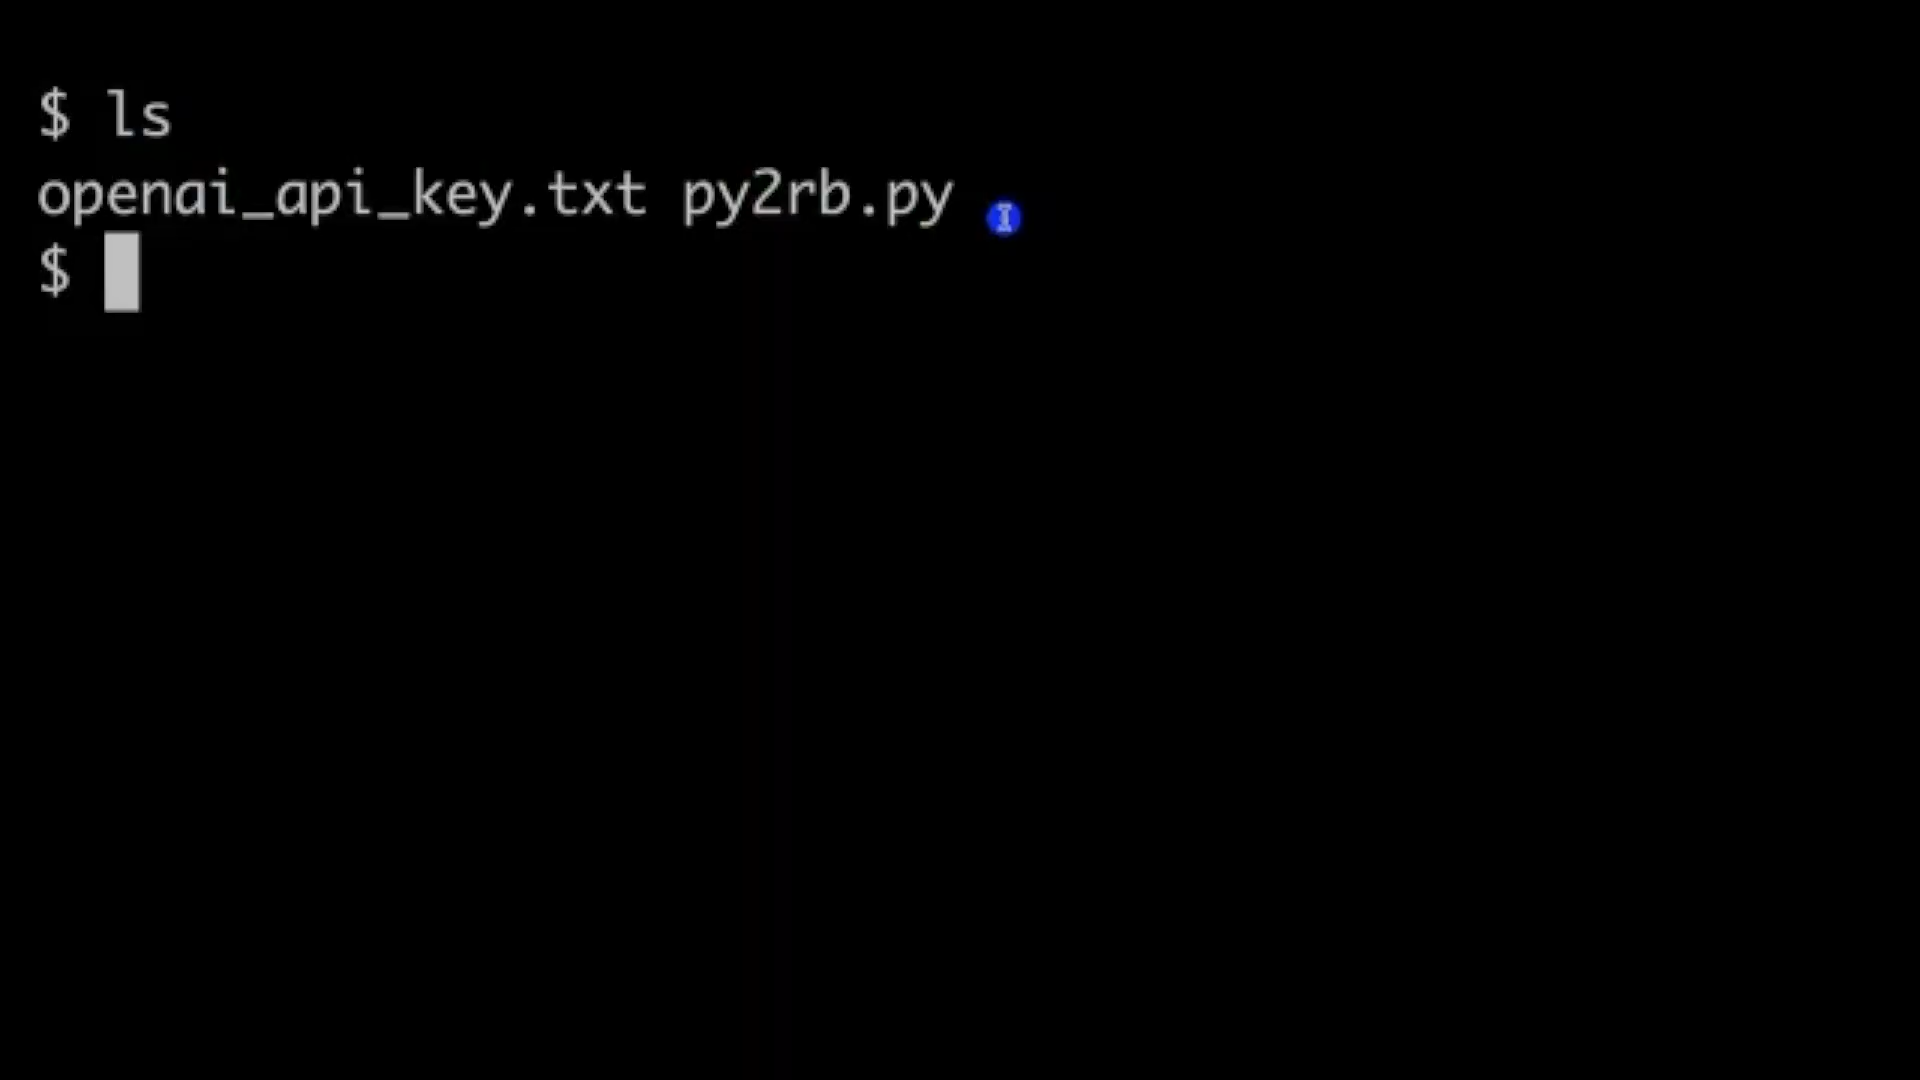 $ ls
openai_api_key.txt py2rb.py
$